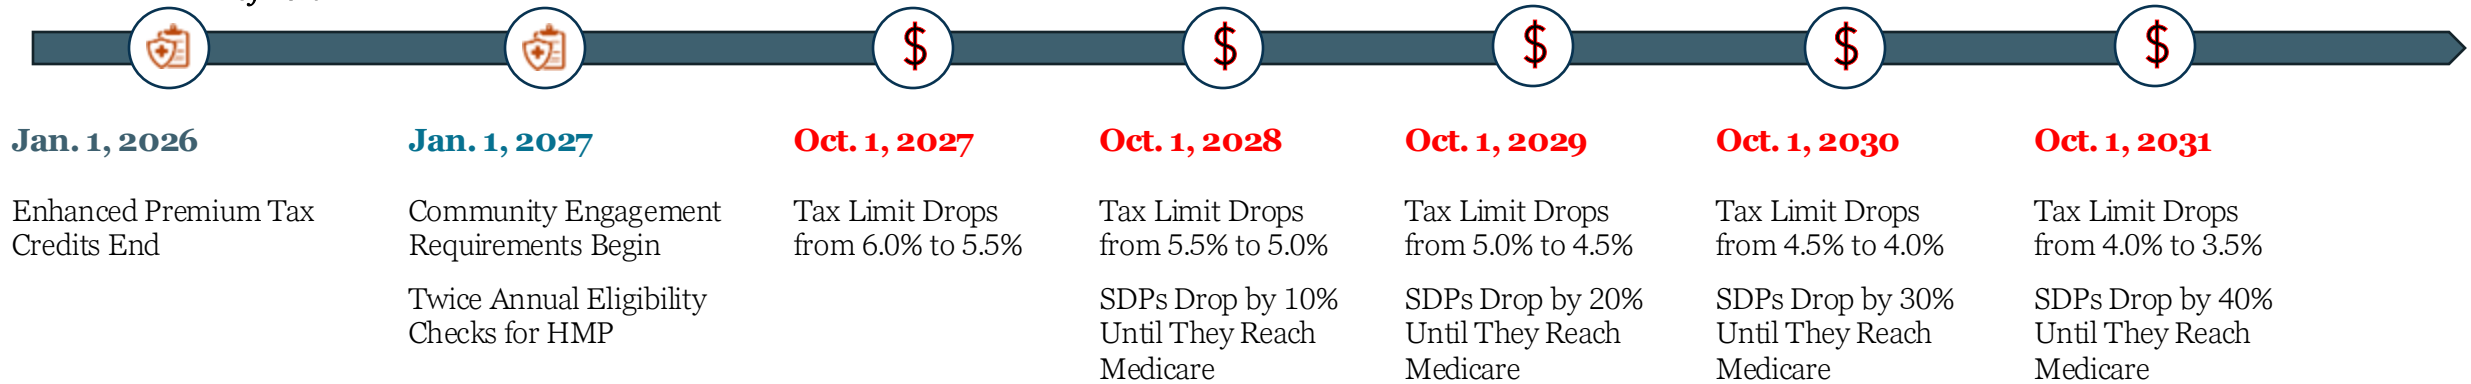 Jan. 1, 2026
Enhanced Premium Tax
Credits End
Jan. 1, 2027
Community Engagement
Requirements Begin
Twice Annual Eligibility
Checks for HMP
Oct. 1, 2027
Tax Limit Drops
from 6.0% to 5.5%
Oct. 1, 2028
Tax Limit Drops
from 5.5% to 5.0%
SDPs Drop by 10%
Until They Reach
Medicare
Oct. 1, 2029
Tax Limit Drops
from 5.0% to 4.5%
SDPs Drop by 20%
Until They Reach
Medicare
Oct. 1, 2030
Tax Limit Drops
from 4.5% to 4.0%
SDPs Drop by 30%
Until They Reach
Medicare
Oct. 1, 2031
Tax Limit Drops
from 4.0% to 3.5%
SDPs Drop by 40%
Until They Reach
Medicare